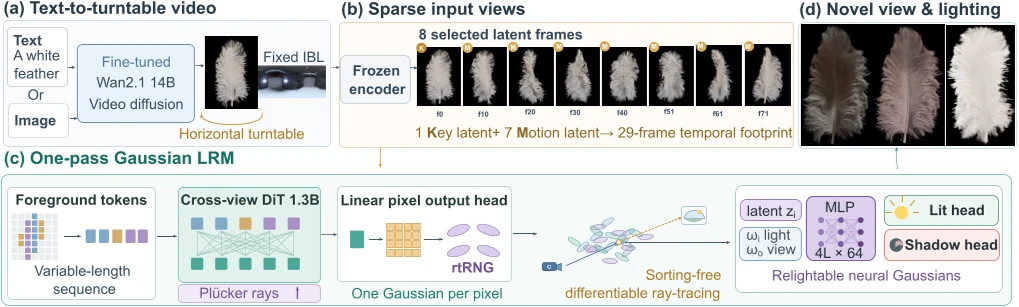 (a) Text-to-turntable video
Text
A white
feather
Or
Image
Fine-tuned
Wan2.1 14B
Video diffusion
Fixed IBL
Horizontal turntable
(b) Sparse input views
Frozen
encoder
8 selected latent frames
K M M M M M M M
f0 f10 f20 f30 f40 f51 f61 f71
1 Key latent+ 7 Motion latent→ 29-frame temporal footprint
(d) Novel view & lighting
(c) One-pass Gaussian LRM
Foreground tokens
Variable-length
sequence
Cross-view DiT 1.3B
Plücker rays ↑
Linear pixel output head
rtRNG
One Gaussian per pixel
Sorting-free
differentiable ray-tracing
latent zᵢ
ωᵢ light
ωₒ view
MLP
4L × 64
Lit head
Shadow head
Relightable neural Gaussians